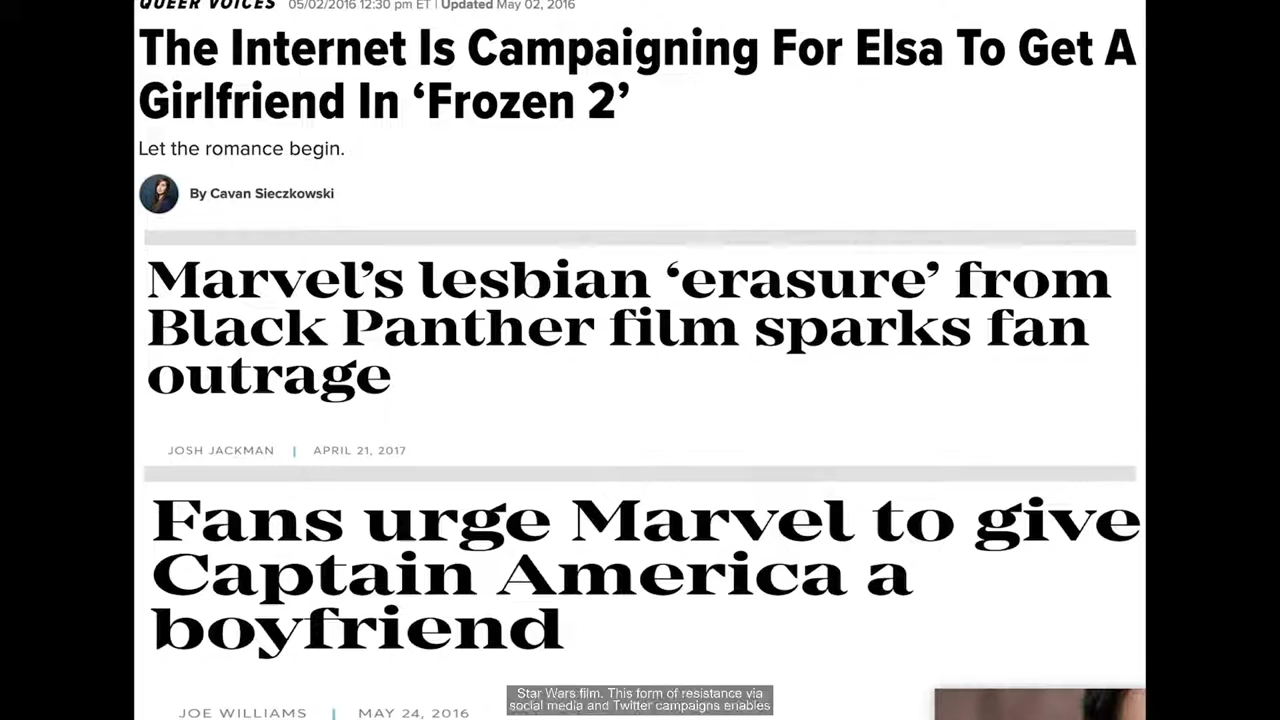 QUEER VOICES 05/02/2016 12:30 pm ET | Updated May 02, 2016
The Internet Is Campaigning For Elsa To Get A
Girlfriend In ‘Frozen 2’
Let the romance begin.
By Cavan Sieczkowski
Marvel’s lesbian ‘erasure’ from
Black Panther film sparks fan
outrage
JOSH JACKMAN | APRIL 21, 2017
Fans urge Marvel to give
Captain America a
boyfriend
Star Wars film. This form of resistance via
social media and Twitter campaigns enables
JOE WILLIAMS | MAY 24, 2016